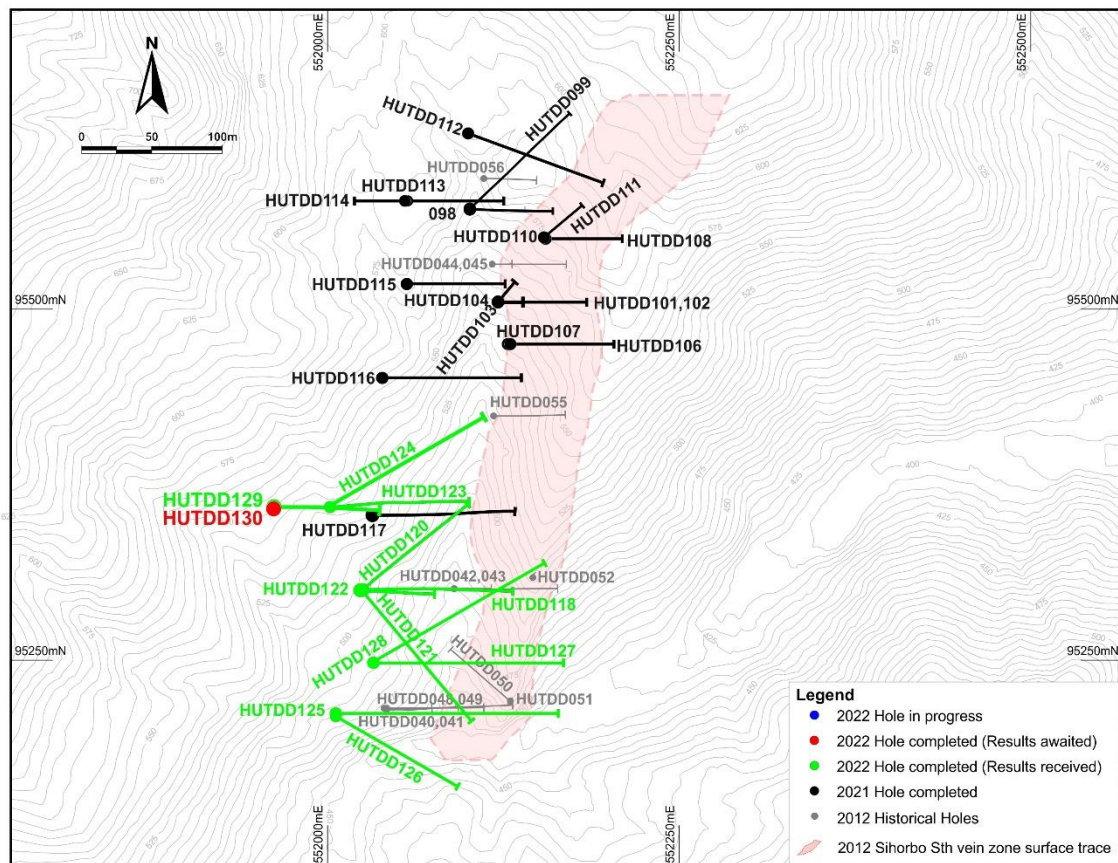 552000mE
552250mE
552500mE
N
0 50 100m
HUTDD112
HUTDD099
HUTDD056
HUTDD114
HUTDD113
098
HUTDD111
HUTDD110
HUTDD108
HUTDD044,045
HUTDD115
HUTDD104
HUTDD101,102
HUTDD103
HUTDD107
HUTDD106
95500mN
95500mN
HUTDD116
HUTDD055
HUTDD124
HUTDD129
HUTDD130
HUTDD123
HUTDD117
HUTDD120
HUTDD122
HUTDD042,043
HUTDD052
HUTDD118
HUTDD121
HUTDD128
HUTDD127
95250mN
95250mN
HUTDD050
HUTDD048,049
HUTDD051
HUTDD125
HUTDD040,041
HUTDD126
552000mE
552250mE
Legend
2022 Hole in progress
2022 Hole completed (Results awaited)
2022 Hole completed (Results received)
2021 Hole completed
2012 Historical Holes
2012 Sihorbo Sth vein zone surface trace